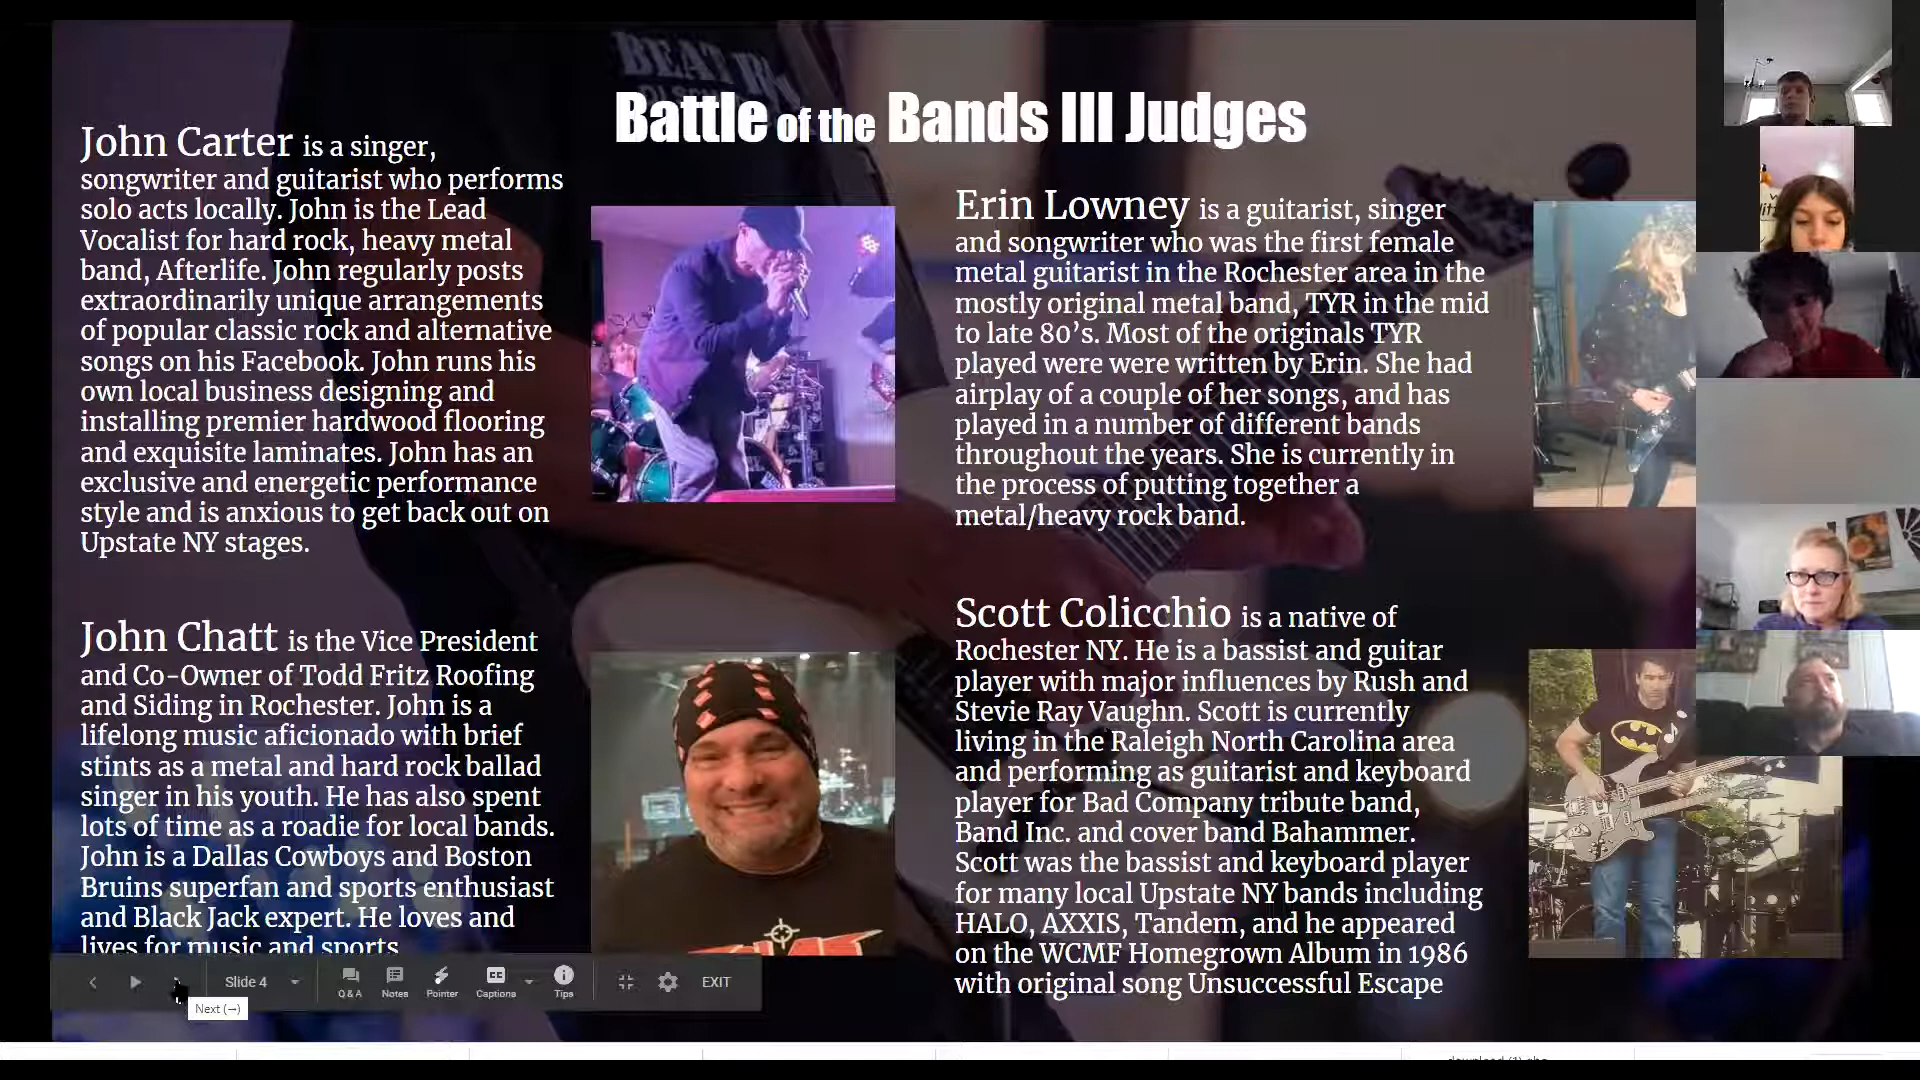 BEAT
Battle of the Bands III Judges
John Carter is a singer,
songwriter and guitarist who performs
solo acts locally. John is the Lead
Vocalist for hard rock, heavy metal
band, Afterlife. John regularly posts
extraordinarily unique arrangements
of popular classic rock and alternative
songs on his Facebook. John runs his
own local business designing and
installing premier hardwood flooring
and exquisite laminates. John has an
exclusive and energetic performance
style and is anxious to get back out on
Upstate NY stages.
John Chatt is the Vice President
and Co-Owner of Todd Fritz Roofing
and Siding in Rochester. John is a
lifelong music aficionado with brief
stints as a metal and hard rock ballad
singer in his youth. He has also spent
lots of time as a roadie for local bands.
John is a Dallas Cowboys and Boston
Bruins superfan and sports enthusiast
and Black Jack expert. He loves and
lives for music and sports
Erin Lowney is a guitarist, singer
and songwriter who was the first female
metal guitarist in the Rochester area in the
mostly original metal band, TYR in the mid
to late 80’s. Most of the originals TYR
played were were written by Erin. She had
airplay of a couple of her songs, and has
played in a number of different bands
throughout the years. She is currently in
the process of putting together a
metal/heavy rock band.
Scott Colicchio is a native of
Rochester NY. He is a bassist and guitar
player with major influences by Rush and
Stevie Ray Vaughn. Scott is currently
living in the Raleigh North Carolina area
and performing as guitarist and keyboard
player for Bad Company tribute band,
Band Inc. and cover band Bahammer.
Scott was the bassist and keyboard player
for many local Upstate NY bands including
HALO, AXXIS, Tandem, and he appeared
on the WCMF Homegrown Album in 1986
with original song Unsuccessful Escape
Slide 4
Q & A
Notes
Pointer
CC
Captions
Tips
EXIT
Next (→)